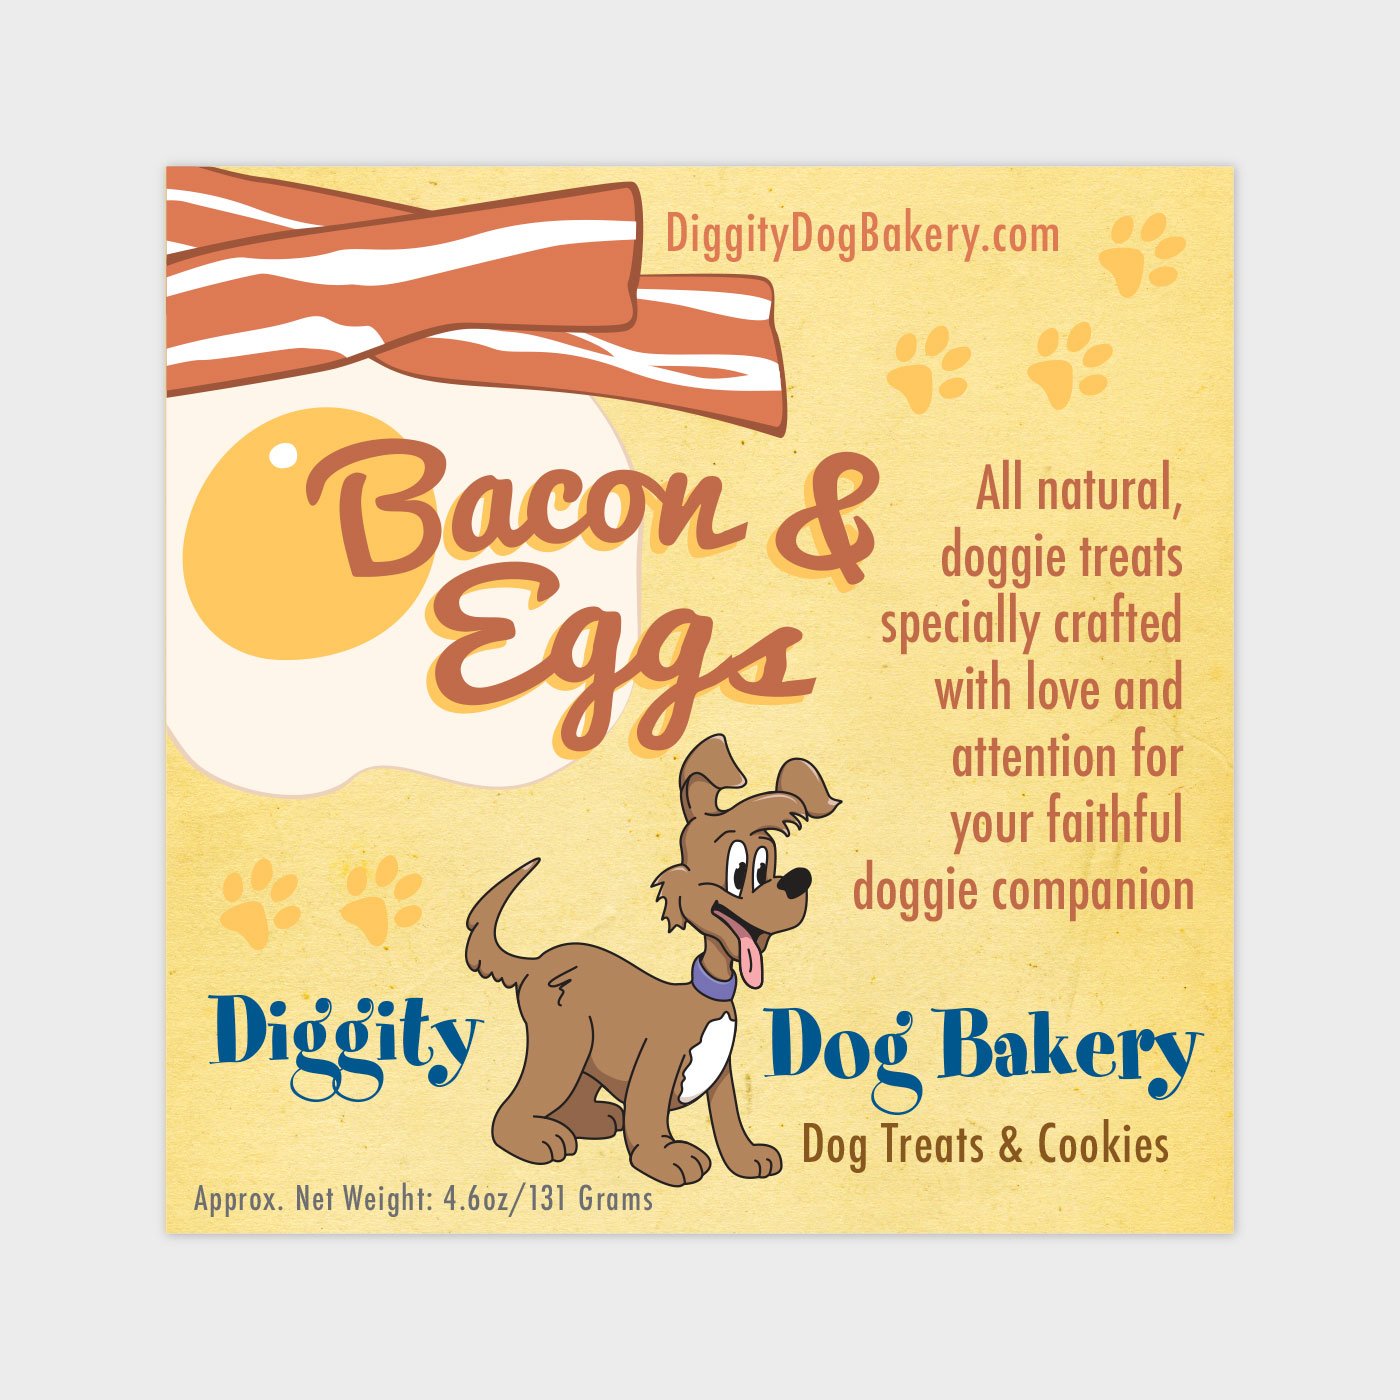 DiggityDogBakery.com
Bacon &
Eggs
All natural,
doggie treats
specially crafted
with love and
attention for
your faithful
doggie companion
Diggity Dog Bakery
Dog Treats & Cookies
Approx. Net Weight: 4.6oz/131 Grams